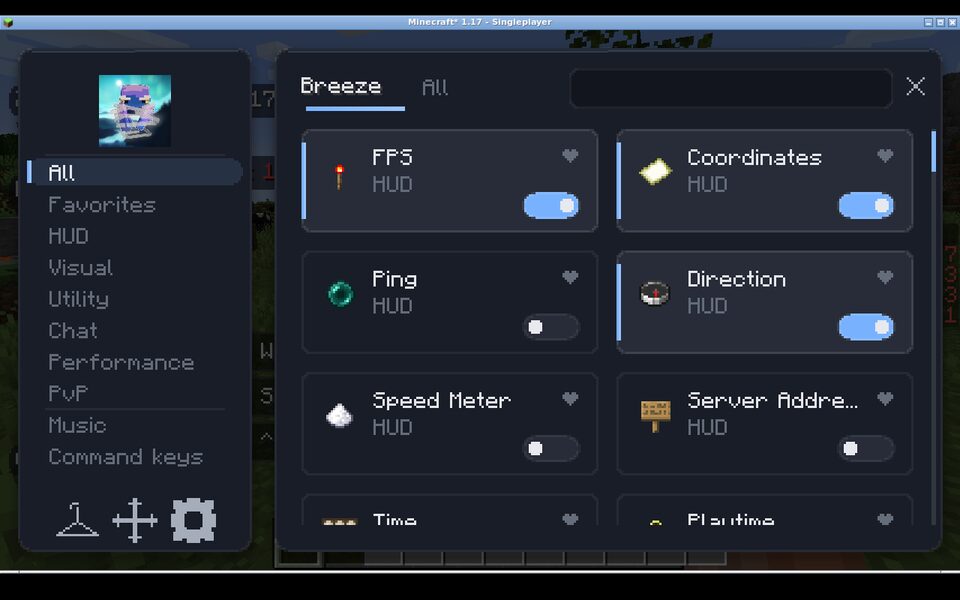 Minecraft* 1.17 - Singleplayer
All
Favorites
HUD
Visual
Utility
Chat
Performance
PvP
Music
Command keys
Breeze All
FPS
HUD
Coordinates
HUD
Ping
HUD
Direction
HUD
Speed Meter
HUD
Server Addre...
HUD
Time
Playtime